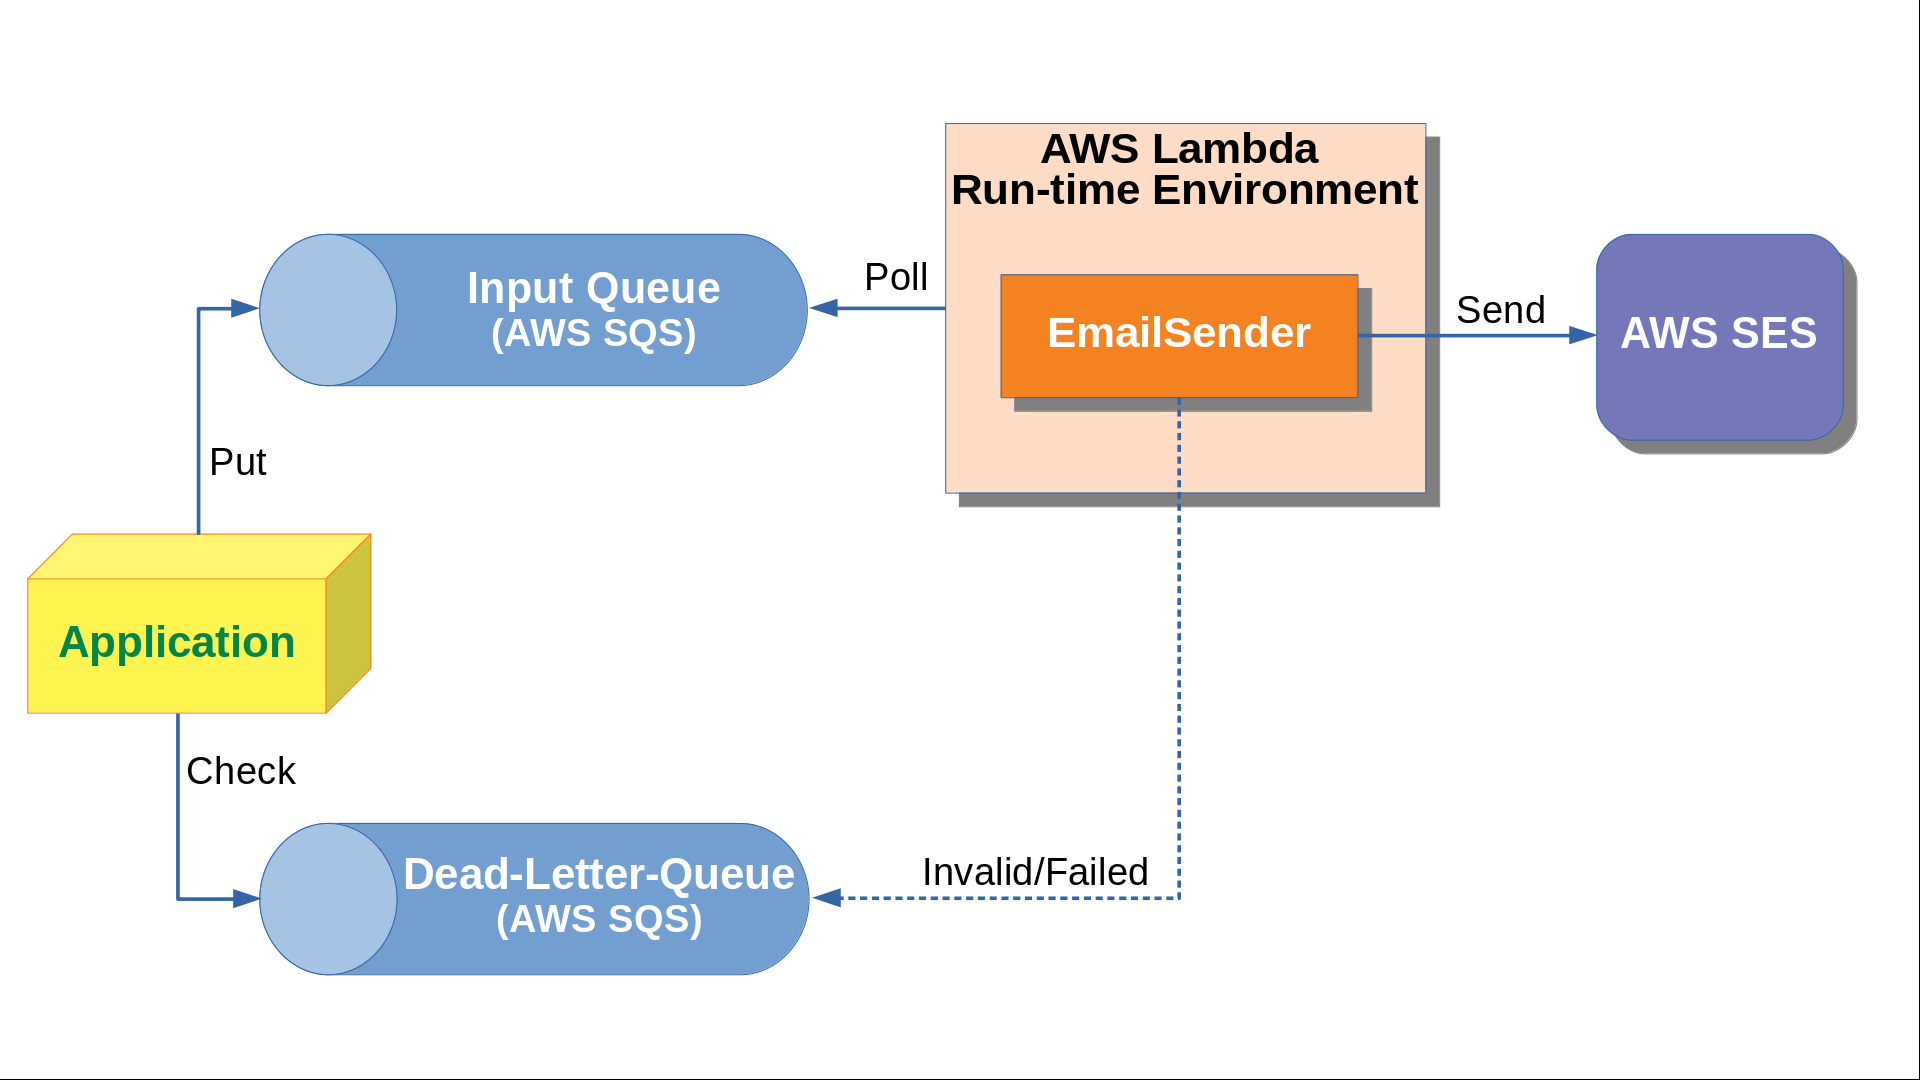 AWS Lambda
Run-time Environment
Input Queue
(AWS SQS)
Poll
EmailSender
Send
AWS SES
Put
Application
Check
Dead-Letter-Queue
(AWS SQS)
Invalid/Failed